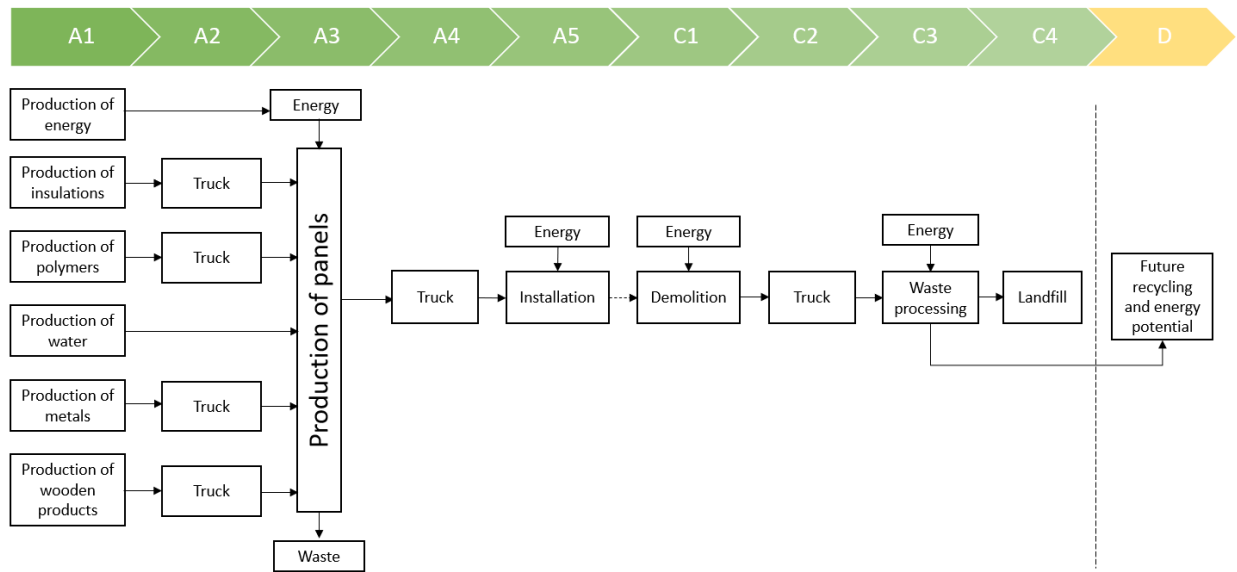 A1
A2
A3
A4
A5
C1
C2
C3
C4
D
Production of
energy
Energy
Production of
insulations
Truck
Production of
polymers
Truck
Production of
water
Production of
metals
Truck
Production of
wooden
products
Truck
Production of panels
Waste
Truck
Energy
Installation
Energy
Demolition
Truck
Energy
Waste
processing
Landfill
Future
recycling
and energy
potential